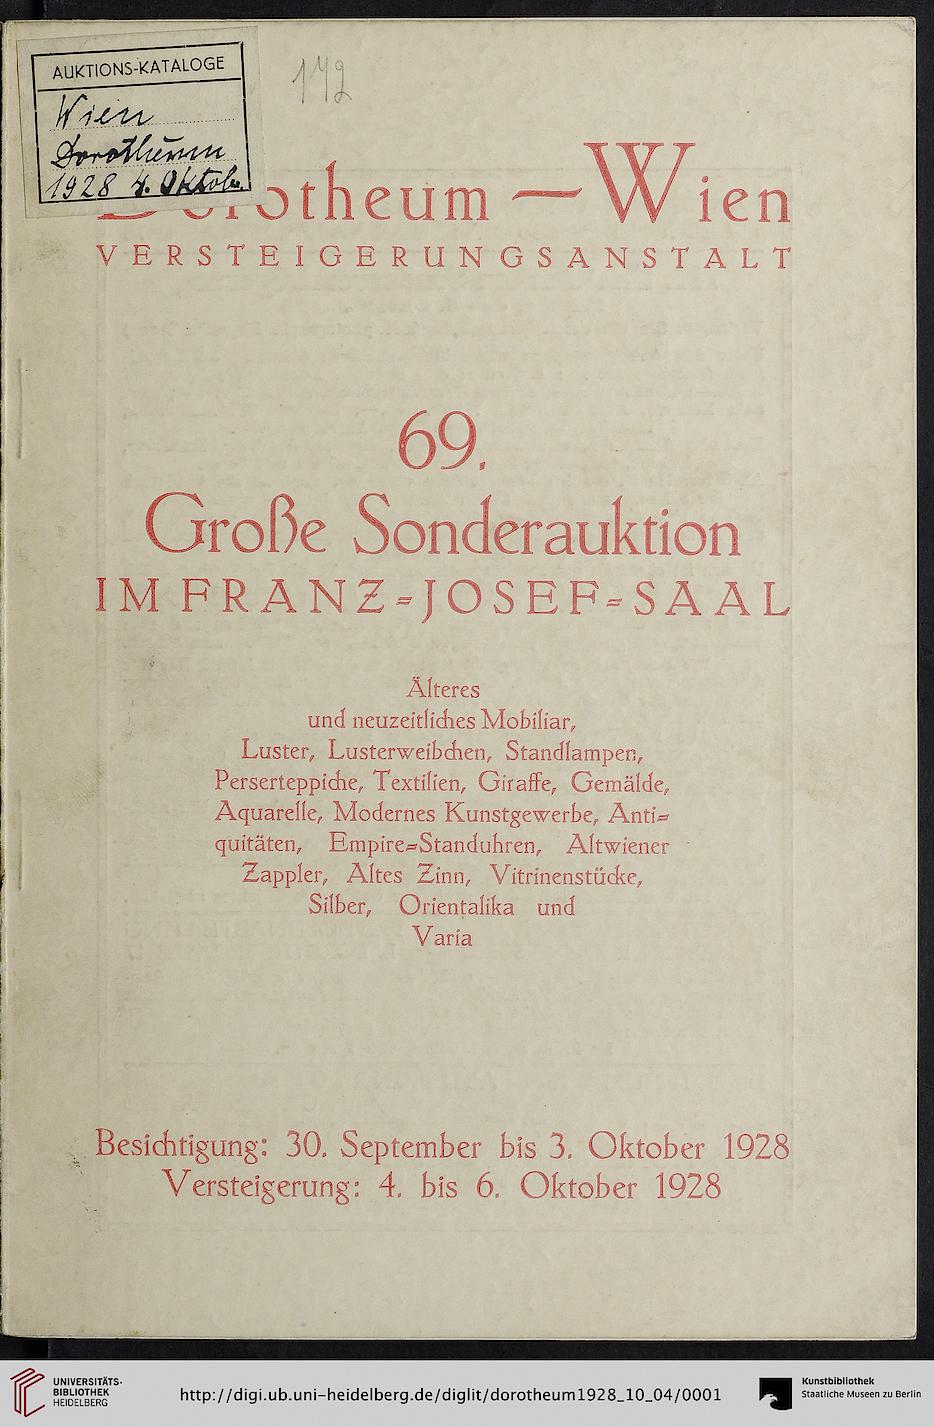 AUKTIONS-KATALOGE
Wien
Dorotheum
1928 4. Oktob.
172
Dorotheum — Wien
VERSTEIGERUNGSANSTALT
69.
Große Sonderauktion
IM FRANZ-JOSEF-SAAL
Älteres
und neuzeitliches Mobiliar,
Luster, Lusterweibchen, Standlampen,
Perserteppiche, Textilien, Giraffe, Gemälde,
Aquarelle, Modernes Kunstgewerbe, Anti-
quitäten, Empire-Standuhren, Altwiener
Zappler, Altes Zinn, Vitrinenstücke,
Silber, Orientalika und
Varia
Besichtigung: 30. September bis 3. Oktober 1928
Versteigerung: 4. bis 6. Oktober 1928
UNIVERSITÄTS-
BIBLIOTHEK
HEIDELBERG
http://digi.ub.uni-heidelberg.de/diglit/dorotheum1928_10_04/0001
Kunstbibliothek
Staatliche Museen zu Berlin